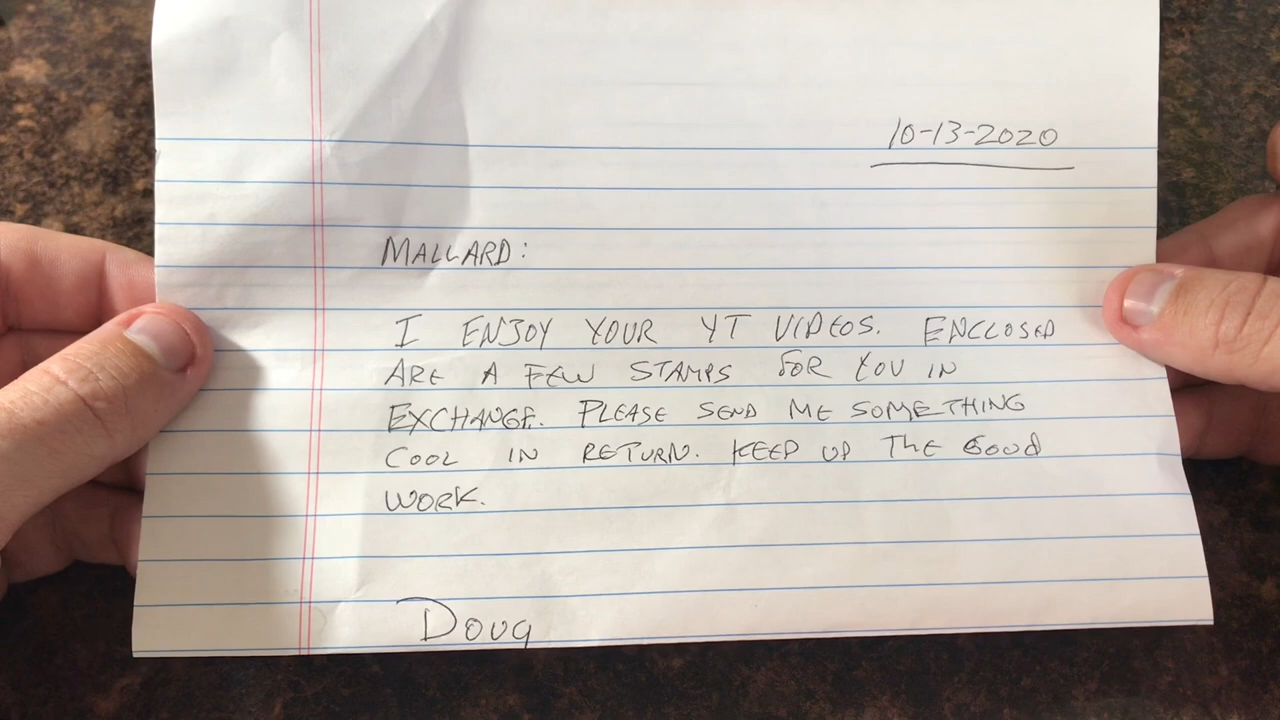 10-13-2020
MALLARD:
I ENJOY YOUR YT VIDEOS. ENCLOSED
ARE A FEW STAMPS FOR YOU IN
EXCHANGE. PLEASE SEND ME SOMETHING
COOL IN RETURN. KEEP UP THE GOOD
WORK.
DOUG